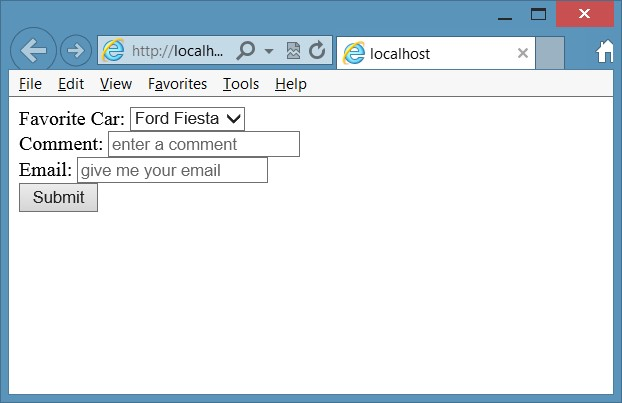 http://localh... localhost
File Edit View Favorites Tools Help
Favorite Car: Ford Fiesta
Comment: enter a comment
Email: give me your email
Submit